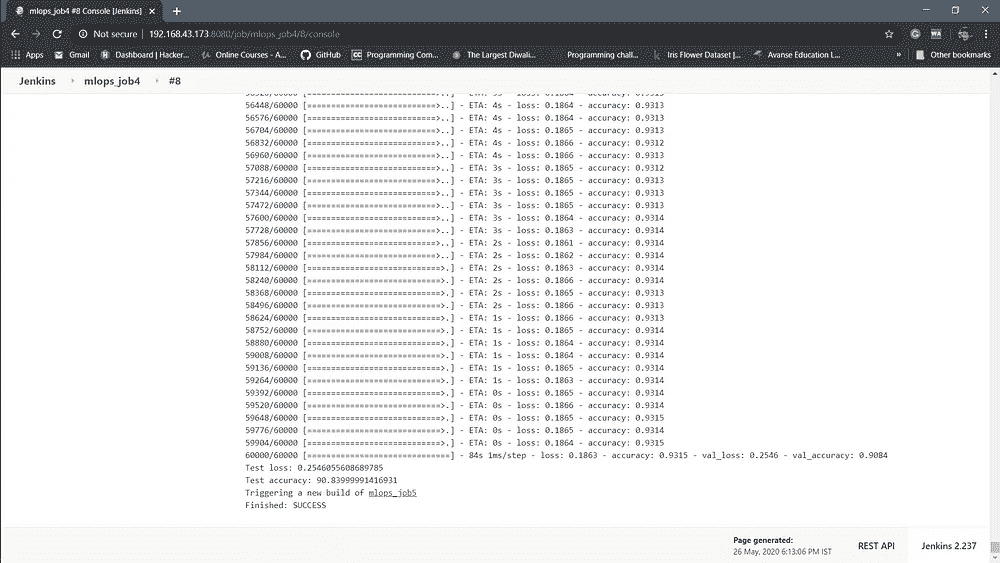 mlops_job4 #8 Console [Jenkins]
Not secure | 192.168.43.173:8080/job/mlops_job4/8/console
Apps Gmail Dashboard | Hacker... Online Courses - A... GitHub Programming Com... The Largest Diwali... Programming chall... Iris Flower Dataset |... Avanse Education L... » Other bookmarks
Jenkins mlops_job4 #8
56448/60000 [===========================>..] - ETA: 4s - loss: 0.1864 - accuracy: 0.9313
56576/60000 [===========================>..] - ETA: 4s - loss: 0.1864 - accuracy: 0.9313
56704/60000 [===========================>..] - ETA: 4s - loss: 0.1865 - accuracy: 0.9313
56832/60000 [===========================>..] - ETA: 4s - loss: 0.1866 - accuracy: 0.9312
56960/60000 [===========================>..] - ETA: 4s - loss: 0.1866 - accuracy: 0.9313
57088/60000 [===========================>..] - ETA: 3s - loss: 0.1865 - accuracy: 0.9312
57216/60000 [===========================>..] - ETA: 3s - loss: 0.1865 - accuracy: 0.9313
57344/60000 [===========================>..] - ETA: 3s - loss: 0.1865 - accuracy: 0.9313
57472/60000 [===========================>..] - ETA: 3s - loss: 0.1865 - accuracy: 0.9313
57600/60000 [===========================>..] - ETA: 3s - loss: 0.1864 - accuracy: 0.9314
57728/60000 [===========================>..] - ETA: 3s - loss: 0.1863 - accuracy: 0.9314
57856/60000 [===========================>..] - ETA: 2s - loss: 0.1861 - accuracy: 0.9314
57984/60000 [===========================>..] - ETA: 2s - loss: 0.1862 - accuracy: 0.9314
58112/60000 [============================>.] - ETA: 2s - loss: 0.1863 - accuracy: 0.9314
58240/60000 [============================>.] - ETA: 2s - loss: 0.1866 - accuracy: 0.9314
58368/60000 [============================>.] - ETA: 2s - loss: 0.1865 - accuracy: 0.9313
58496/60000 [============================>.] - ETA: 2s - loss: 0.1866 - accuracy: 0.9313
58624/60000 [============================>.] - ETA: 1s - loss: 0.1866 - accuracy: 0.9313
58752/60000 [============================>.] - ETA: 1s - loss: 0.1865 - accuracy: 0.9314
58880/60000 [============================>.] - ETA: 1s - loss: 0.1864 - accuracy: 0.9314
59008/60000 [============================>.] - ETA: 1s - loss: 0.1864 - accuracy: 0.9314
59136/60000 [============================>.] - ETA: 1s - loss: 0.1865 - accuracy: 0.9314
59264/60000 [============================>.] - ETA: 1s - loss: 0.1863 - accuracy: 0.9314
59392/60000 [============================>.] - ETA: 0s - loss: 0.1865 - accuracy: 0.9314
59520/60000 [============================>.] - ETA: 0s - loss: 0.1866 - accuracy: 0.9314
59648/60000 [============================>.] - ETA: 0s - loss: 0.1865 - accuracy: 0.9315
59776/60000 [============================>.] - ETA: 0s - loss: 0.1865 - accuracy: 0.9314
59904/60000 [============================>.] - ETA: 0s - loss: 0.1864 - accuracy: 0.9315
60000/60000 [==============================] - 84s 1ms/step - loss: 0.1863 - accuracy: 0.9315 - val_loss: 0.2546 - val_accuracy: 0.9084
Test loss: 0.2546055608689785
Test accuracy: 90.83999991416931
Triggering a new build of mlops_job5
Finished: SUCCESS
Page generated:
26 May, 2020 6:13:06 PM IST
REST API
Jenkins 2.237